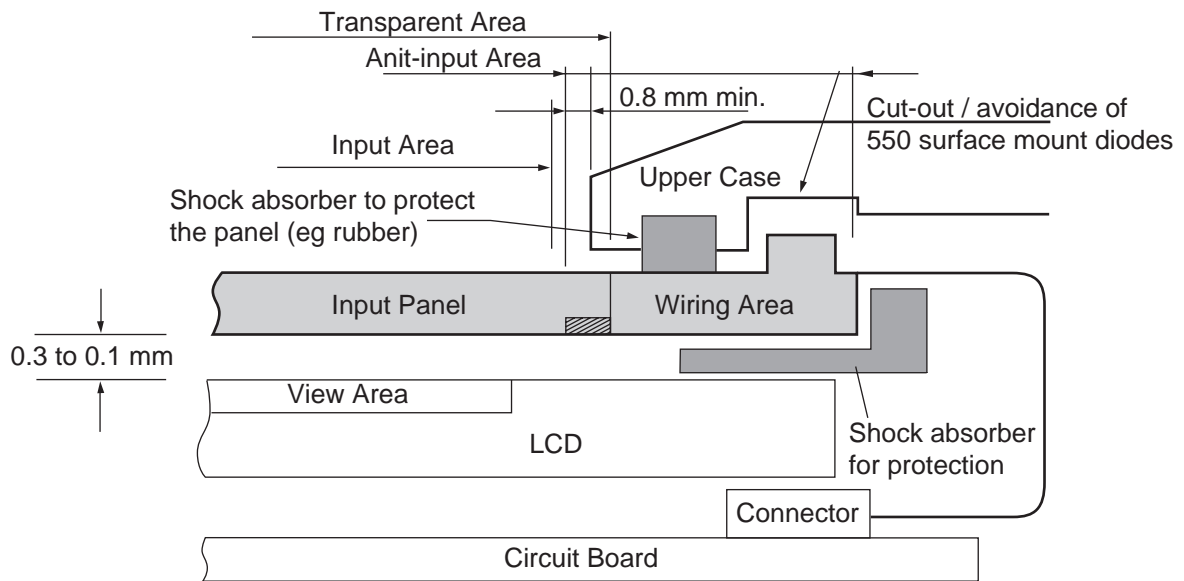 Transparent Area
Anit-input Area
0.8 mm min.
Cut-out / avoidance of
550 surface mount diodes
Input Area
Upper Case
Shock absorber to protect
the panel (eg rubber)
Input Panel
Wiring Area
0.3 to 0.1 mm
View Area
LCD
Shock absorber
for protection
Connector
Circuit Board